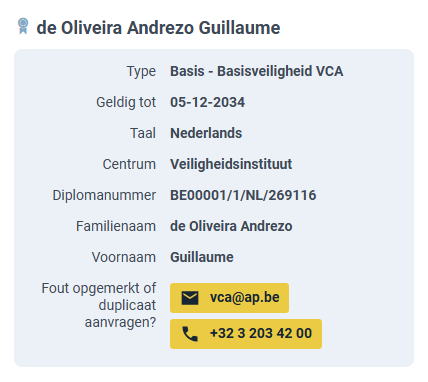 de Oliveira Andrezo Guillaume
Type Basis - Basisveiligheid VCA
Geldig tot 05-12-2034
Taal Nederlands
Centrum Veiligheidsinstituut
Diplomanummer BE00001/1/NL/269116
Familienaam de Oliveira Andrezo
Voornaam Guillaume
Fout opgemerkt of
duplicaat
aanvragen?
vca@ap.be
+32 3 203 42 00